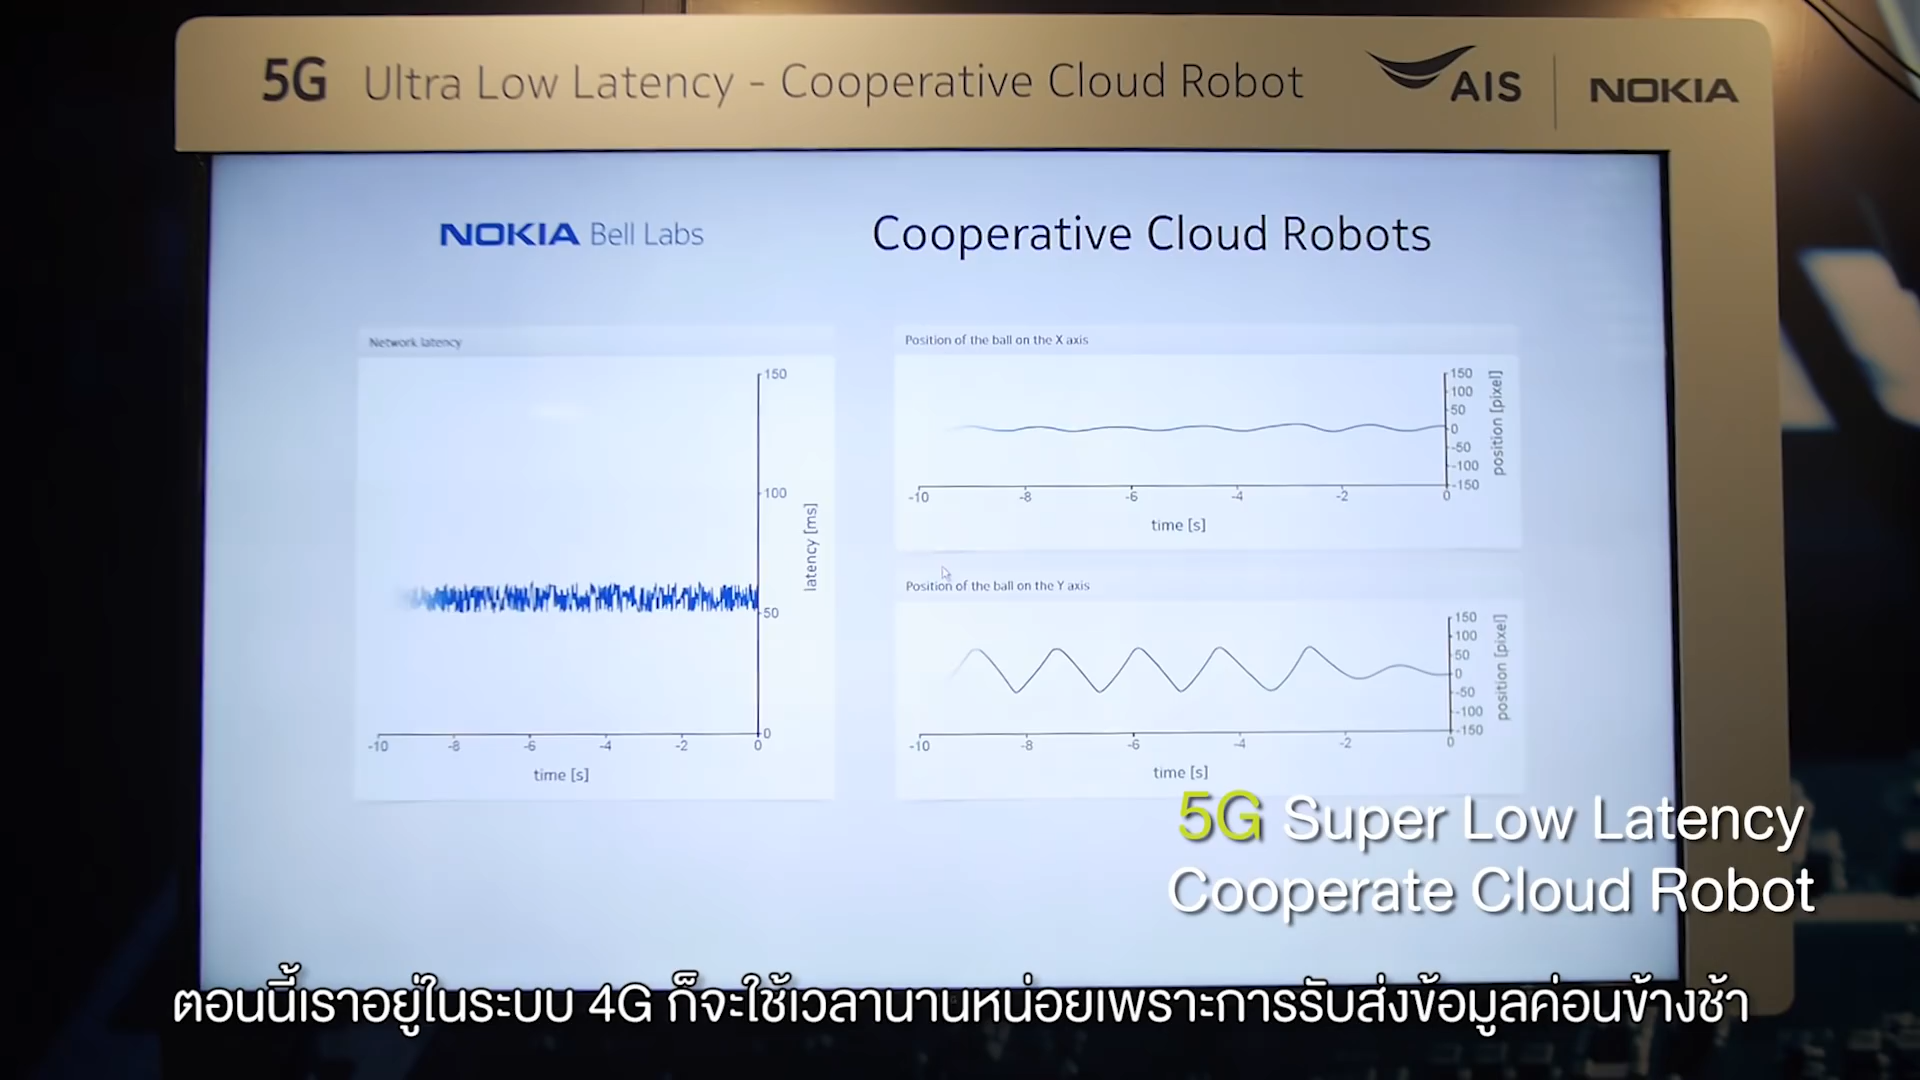 5G Ultra Low Latency - Cooperative Cloud Robot
AIS
NOKIA
NOKIA Bell Labs
Cooperative Cloud Robots
Network latency
150
100
50
0
latency [ms]
-10 -8 -6 -4 -2 0
time [s]
Position of the ball on the X axis
150
100
50
0
-50
-100
-150
position [pixel]
-10 -8 -6 -4 -2 0
time [s]
Position of the ball on the Y axis
150
100
50
0
-50
-100
-150
position [pixel]
-10 -8 -6 -4 -2 0
time [s]
5G Super Low Latency
Cooperate Cloud Robot
ตอนนี้เราอยู่ในระบบ 4G ก็จะใช้เวลานานหน่อยเพราะการรับส่งข้อมูลค่อนข้างช้า